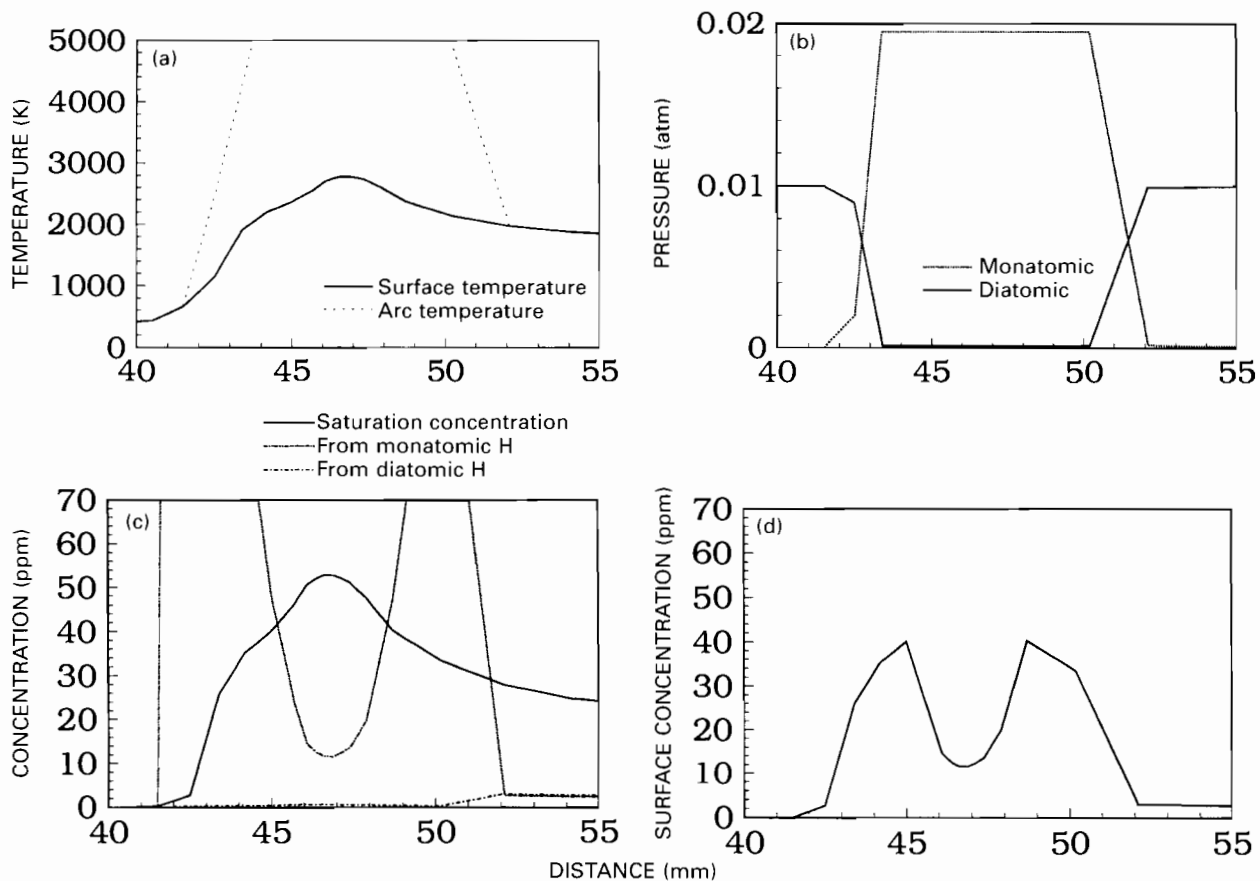 (a)
TEMPERATURE (K)
5000
4000
3000
2000
1000
0
40 45 50 55
Surface temperature
Arc temperature
(b)
PRESSURE (atm)
0.02
0.01
0
40 45 50 55
Monatomic
Diatomic
Saturation concentration
From monatomic H
From diatomic H
(c)
CONCENTRATION (ppm)
70
60
50
40
30
20
10
0
40 45 50 55
(d)
SURFACE CONCENTRATION (ppm)
70
60
50
40
30
20
10
0
40 45 50 55
DISTANCE (mm)